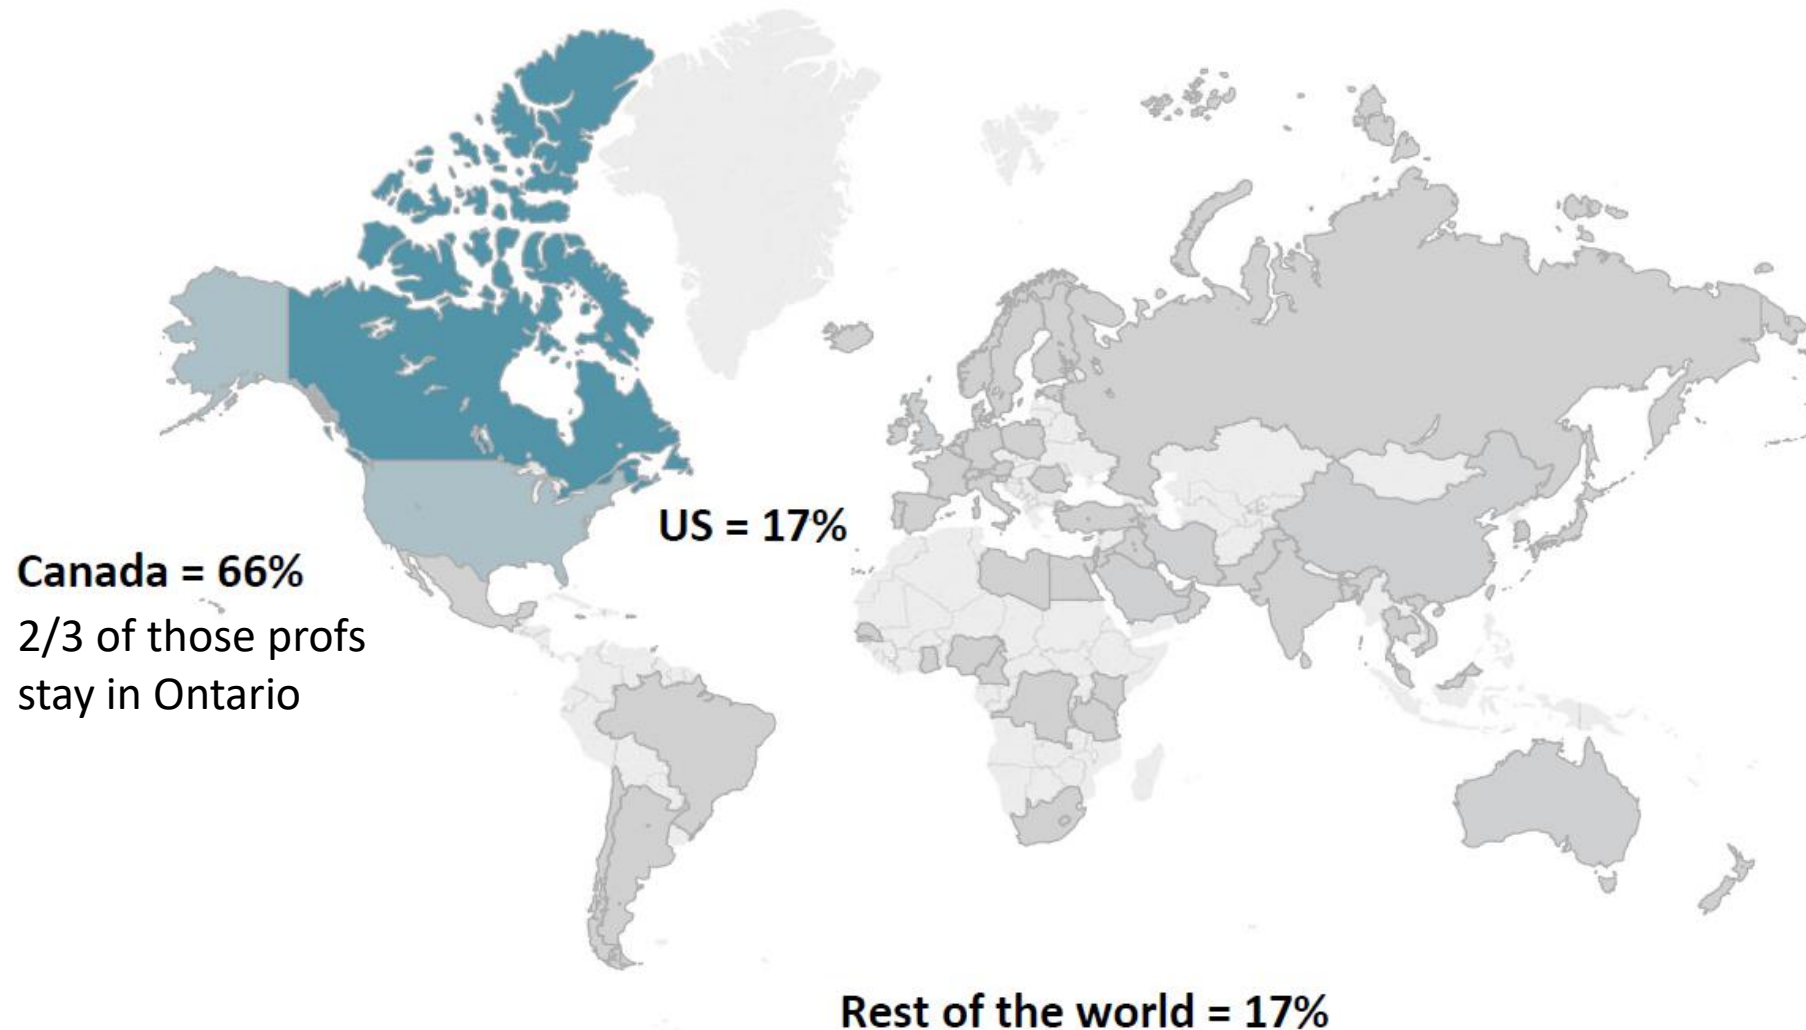 US = 17%
Canada = 66%
2/3 of those profs
stay in Ontario
Rest of the world = 17%